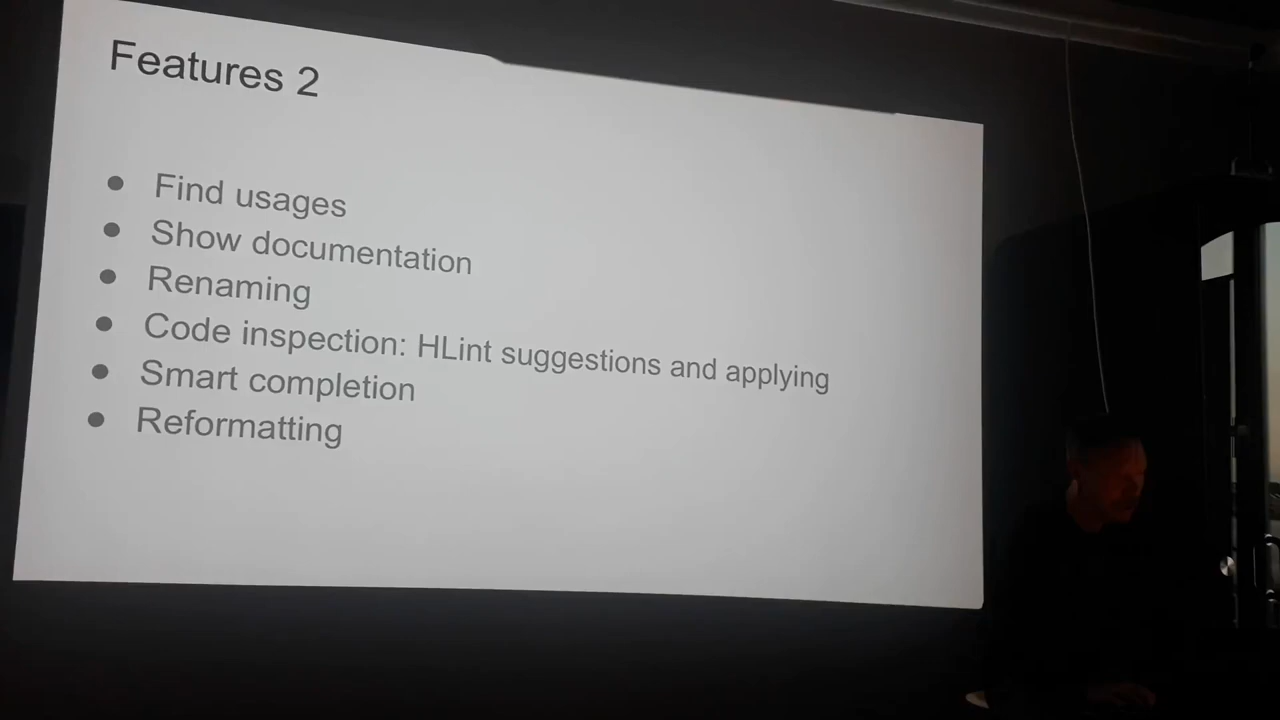 Features 2
● Find usages
● Show documentation
● Renaming
● Code inspection: HLint suggestions and applying
● Smart completion
● Reformatting